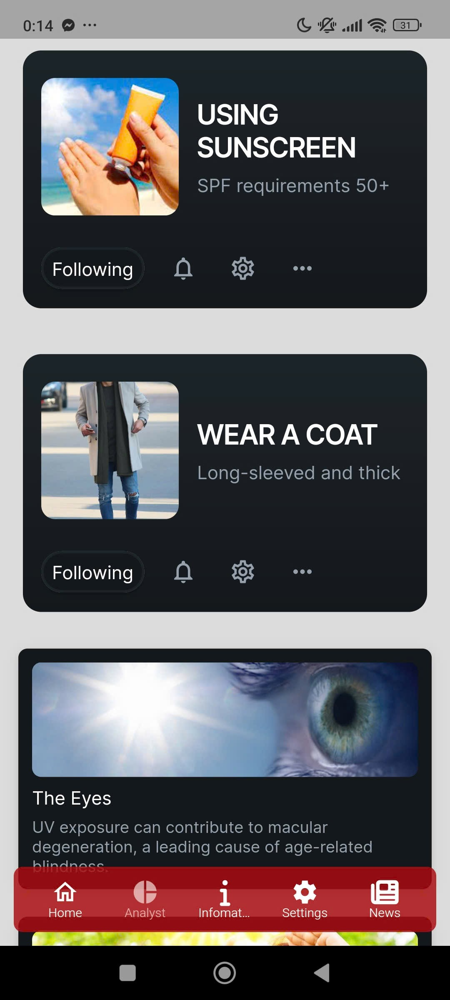 0:14
31
USING
SUNSCREEN
SPF requirements 50+
Following
WEAR A COAT
Long-sleeved and thick
Following
The Eyes
UV exposure can contribute to macular
degeneration, a leading cause of age-related
blindness.
Home
Analyst
Infomat...
Settings
News